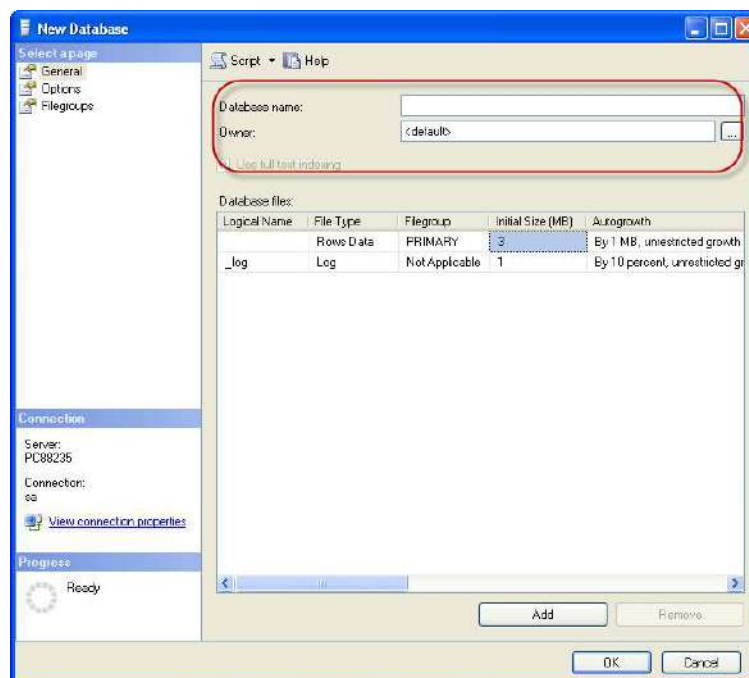 New Database
Select a page
General
Options
Filegroups
Script Help
Database name:
Owner: <default> ...
Use full text indexing
Database files:
Logical Name File Type Filegroup Initial Size (MB) Autogrowth
Rows Data PRIMARY 3 By 1 MB, unrestricted growth
_log Log Not Applicable 1 By 10 percent, unrestricted gr
Connection
Server:
PC88235
Connection:
sa
View connection properties
Progress
Ready
Add Remove
OK Cancel